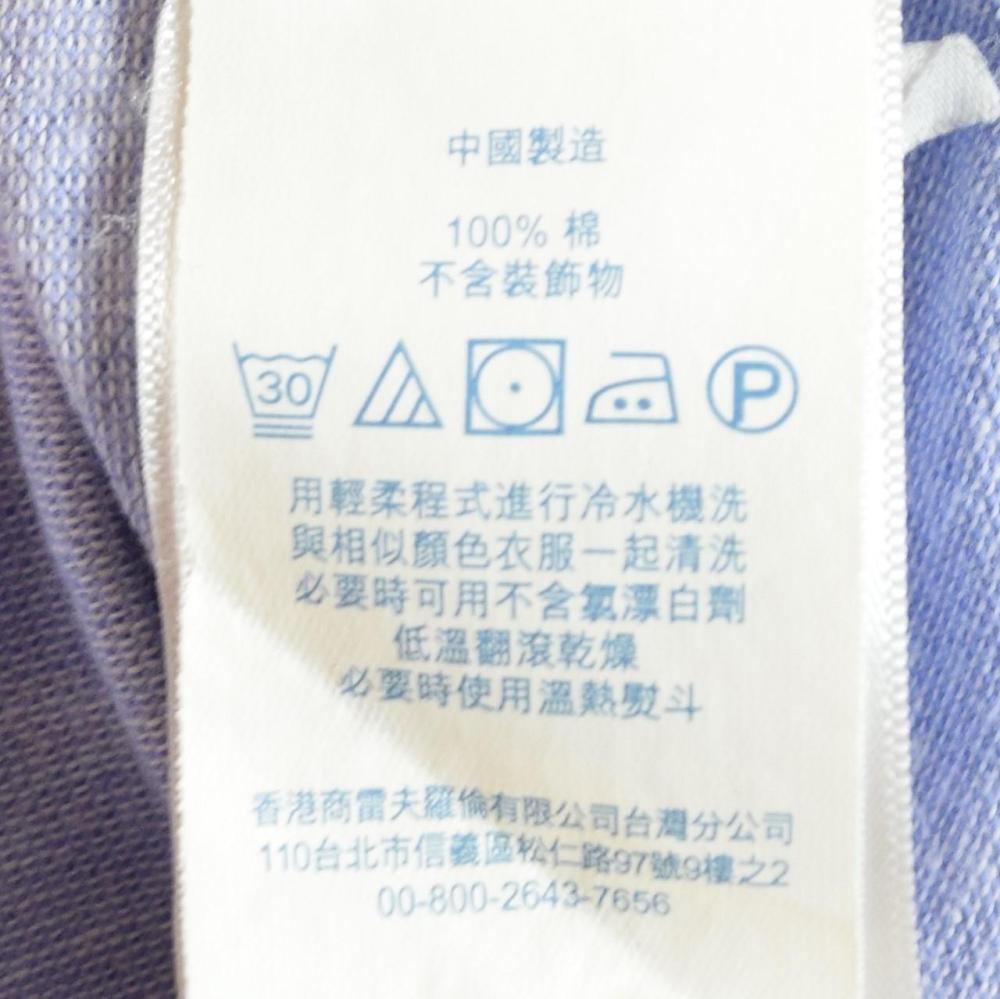 中國製造
100% 棉
不含裝飾物
30 P
用輕柔程式進行冷水機洗
與相似顏色衣服一起清洗
必要時可用不含氯漂白劑
低溫翻滾乾燥
必要時使用溫熱熨斗
香港商雷夫羅倫有限公司台灣分公司
110台北市信義區松仁路97號9樓之2
00-800-2643-7656